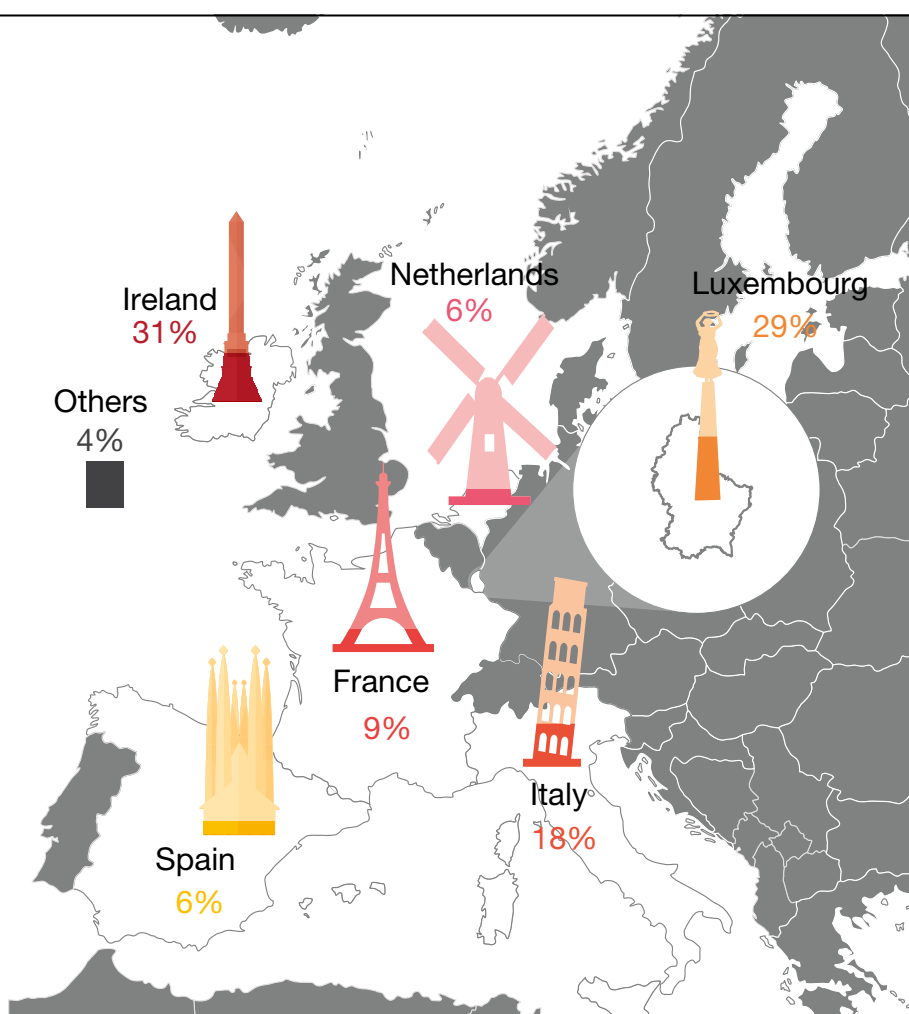 Netherlands
6%
Luxembourg
29%
Ireland
31%
Others
4%
France
9%
Italy
18%
Spain
6%